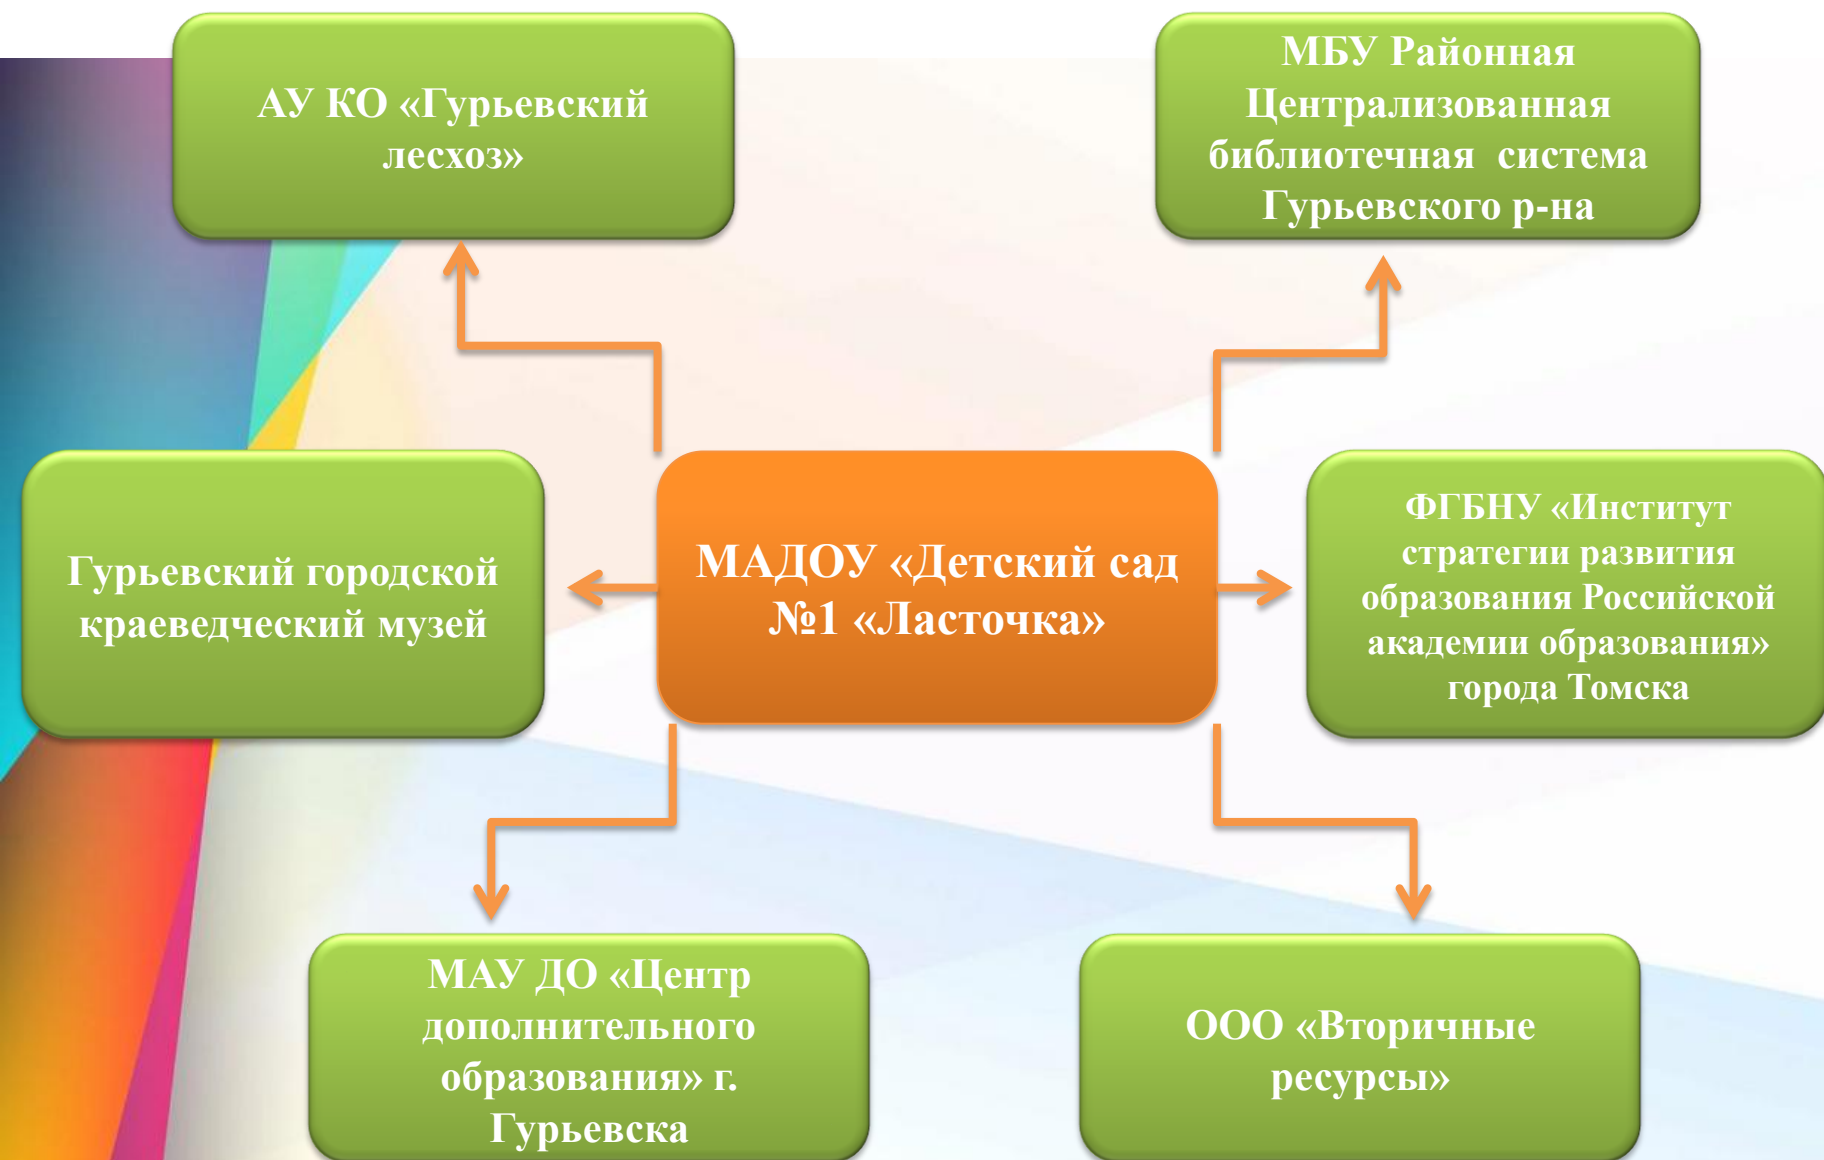 АУ КО «Гурьевский
лесхоз»
МБУ Районная
Централизованная
библиотечная система
Гурьевского р-на
Гурьевский городской
краеведческий музей
МАДОУ «Детский сад
№1 «Ласточка»
ФГБНУ «Институт
стратегии развития
образования Российской
академии образования»
города Томска
МАУ ДО «Центр
дополнительного
образования» г.
Гурьевска
ООО «Вторичные
ресурсы»